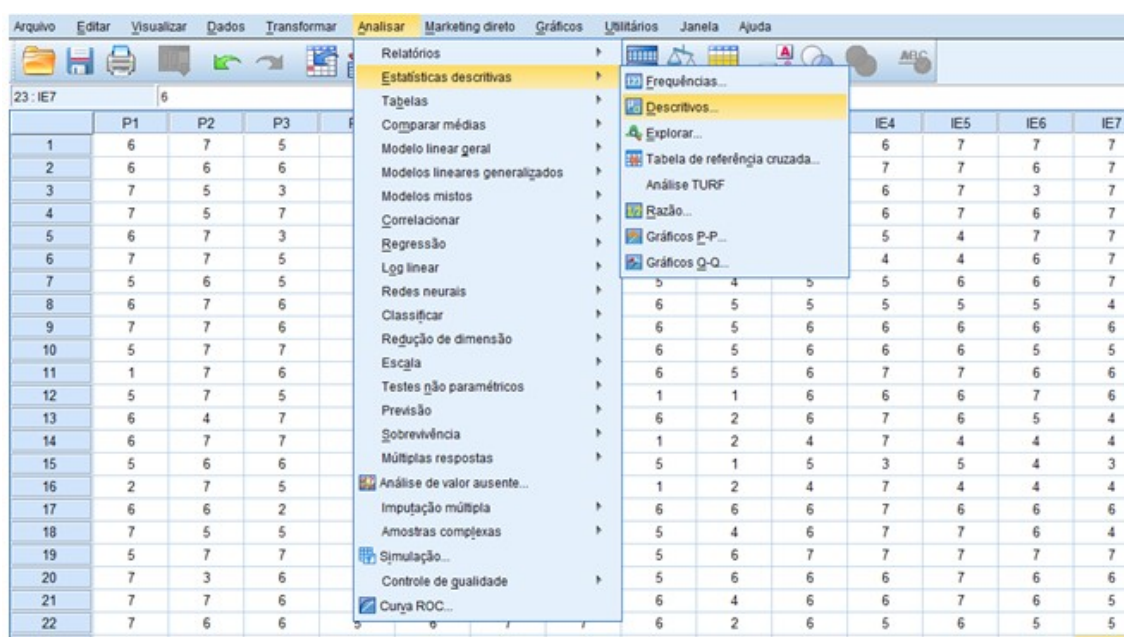 Arquivo Editar Visualizar Dados Transformar Analisar Marketing direto Gráficos Utilitários Janela Ajuda
23 : IE7 6
Relatórios
Estatísticas descritivas
Tabelas
Comparar médias
Modelo linear geral
Modelos lineares generalizados
Modelos mistos
Correlacionar
Regressão
Log linear
Redes neurais
Classificar
Redução de dimensão
Escala
Testes não paramétricos
Previsão
Sobrevivência
Múltiplas respostas
Análise de valor ausente...
Imputação múltipla
Amostras complexas
Simulação...
Controle de qualidade
Curva ROC...
Frequências...
Descritivos...
Explorar...
Tabela de referência cruzada...
Análise TURF
Razão...
Gráficos P-P...
Gráficos Q-Q...
P1 P2 P3 IE4 IE5 IE6 IE7
1 6 7 5 6 7 7 7
2 6 6 6 7 7 6 7
3 7 5 3 6 7 3 7
4 7 5 7 6 7 6 7
5 6 7 3 5 4 7 7
6 7 7 5 4 4 6 7
7 5 6 5 5 4 5 5 6 6 7
8 6 7 6 6 5 5 5 5 5 4
9 7 7 6 6 5 6 6 6 6 6
10 5 7 7 6 5 6 6 6 5 5
11 1 7 6 6 5 6 7 7 6 6
12 5 7 5 1 1 6 6 6 7 6
13 6 4 7 6 2 6 7 6 5 4
14 6 7 7 1 2 4 7 4 4 4
15 5 6 6 5 1 5 3 5 4 3
16 2 7 5 1 2 4 7 4 4 4
17 6 6 2 6 6 6 7 6 6 6
18 7 5 5 5 4 6 7 7 6 4
19 5 7 7 5 6 7 7 7 7 7
20 7 3 6 5 6 6 6 7 6 6
21 7 7 6 6 4 6 6 7 6 5
22 7 6 6 5 6 7 7 6 2 6 5 6 5 5